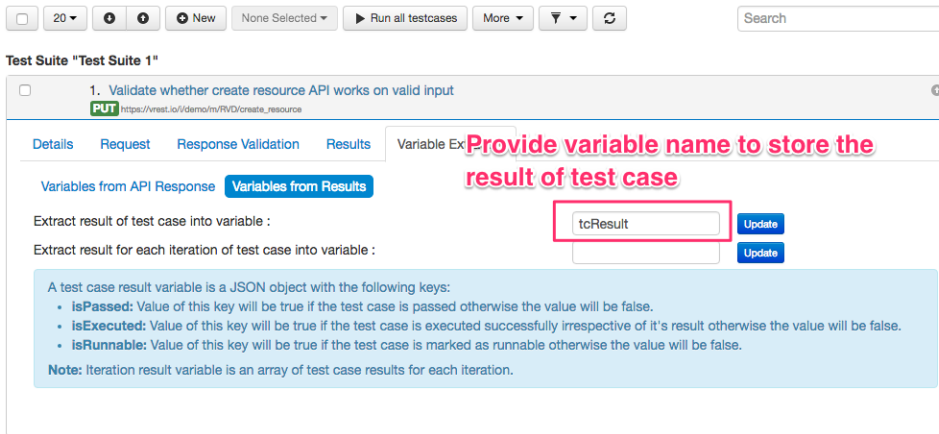 20 New None Selected Run all testcases More Search
Test Suite "Test Suite 1"
1. Validate whether create resource API works on valid input
PUT https://vrest.io/i/demo/m/RVD/create_resource
Details Request Response Validation Results Variable Ex
Provide variable name to store the
result of test case
Variables from API Response Variables from Results
Extract result of test case into variable : tcResult Update
Extract result for each iteration of test case into variable : Update
A test case result variable is a JSON object with the following keys:
• isPassed: Value of this key will be true if the test case is passed otherwise the value will be false.
• isExecuted: Value of this key will be true if the test case is executed successfully irrespective of it's result otherwise the value will be false.
• isRunnable: Value of this key will be true if the test case is marked as runnable otherwise the value will be false.
Note: Iteration result variable is an array of test case results for each iteration.